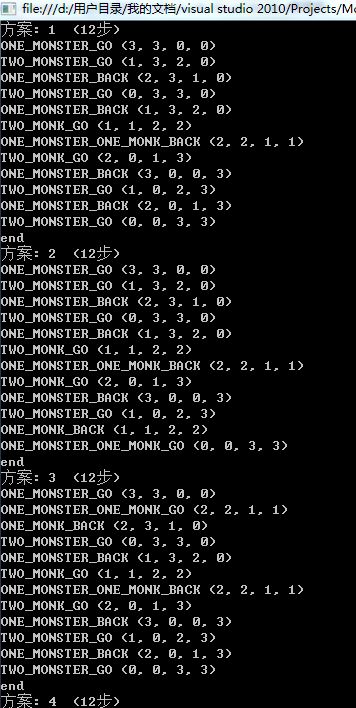 file:///d:/用户目录/我的文档/visual studio 2010/Projects/Mo
方案: 1  (12步)
ONE_MONSTER_GO (3, 3, 0, 0)
TWO_MONSTER_GO (1, 3, 2, 0)
ONE_MONSTER_BACK (2, 3, 1, 0)
TWO_MONSTER_GO (0, 3, 3, 0)
ONE_MONSTER_BACK (1, 3, 2, 0)
TWO_MONK_GO (1, 1, 2, 2)
ONE_MONSTER_ONE_MONK_BACK (2, 2, 1, 1)
TWO_MONK_GO (2, 0, 1, 3)
ONE_MONSTER_BACK (3, 0, 0, 3)
TWO_MONSTER_GO (1, 0, 2, 3)
ONE_MONSTER_BACK (2, 0, 1, 3)
TWO_MONSTER_GO (0, 0, 3, 3)
end
方案: 2  (12步)
ONE_MONSTER_GO (3, 3, 0, 0)
TWO_MONSTER_GO (1, 3, 2, 0)
ONE_MONSTER_BACK (2, 3, 1, 0)
TWO_MONSTER_GO (0, 3, 3, 0)
ONE_MONSTER_BACK (1, 3, 2, 0)
TWO_MONK_GO (1, 1, 2, 2)
ONE_MONSTER_ONE_MONK_BACK (2, 2, 1, 1)
TWO_MONK_GO (2, 0, 1, 3)
ONE_MONSTER_BACK (3, 0, 0, 3)
TWO_MONSTER_GO (1, 0, 2, 3)
ONE_MONK_BACK (1, 1, 2, 2)
ONE_MONSTER_ONE_MONK_GO (0, 0, 3, 3)
end
方案: 3  (12步)
ONE_MONSTER_GO (3, 3, 0, 0)
ONE_MONSTER_ONE_MONK_GO (2, 2, 1, 1)
ONE_MONK_BACK (2, 3, 1, 0)
TWO_MONSTER_GO (0, 3, 3, 0)
ONE_MONSTER_BACK (1, 3, 2, 0)
TWO_MONK_GO (1, 1, 2, 2)
ONE_MONSTER_ONE_MONK_BACK (2, 2, 1, 1)
TWO_MONK_GO (2, 0, 1, 3)
ONE_MONSTER_BACK (3, 0, 0, 3)
TWO_MONSTER_GO (1, 0, 2, 3)
ONE_MONSTER_BACK (2, 0, 1, 3)
TWO_MONSTER_GO (0, 0, 3, 3)
end
方案: 4  (12步)